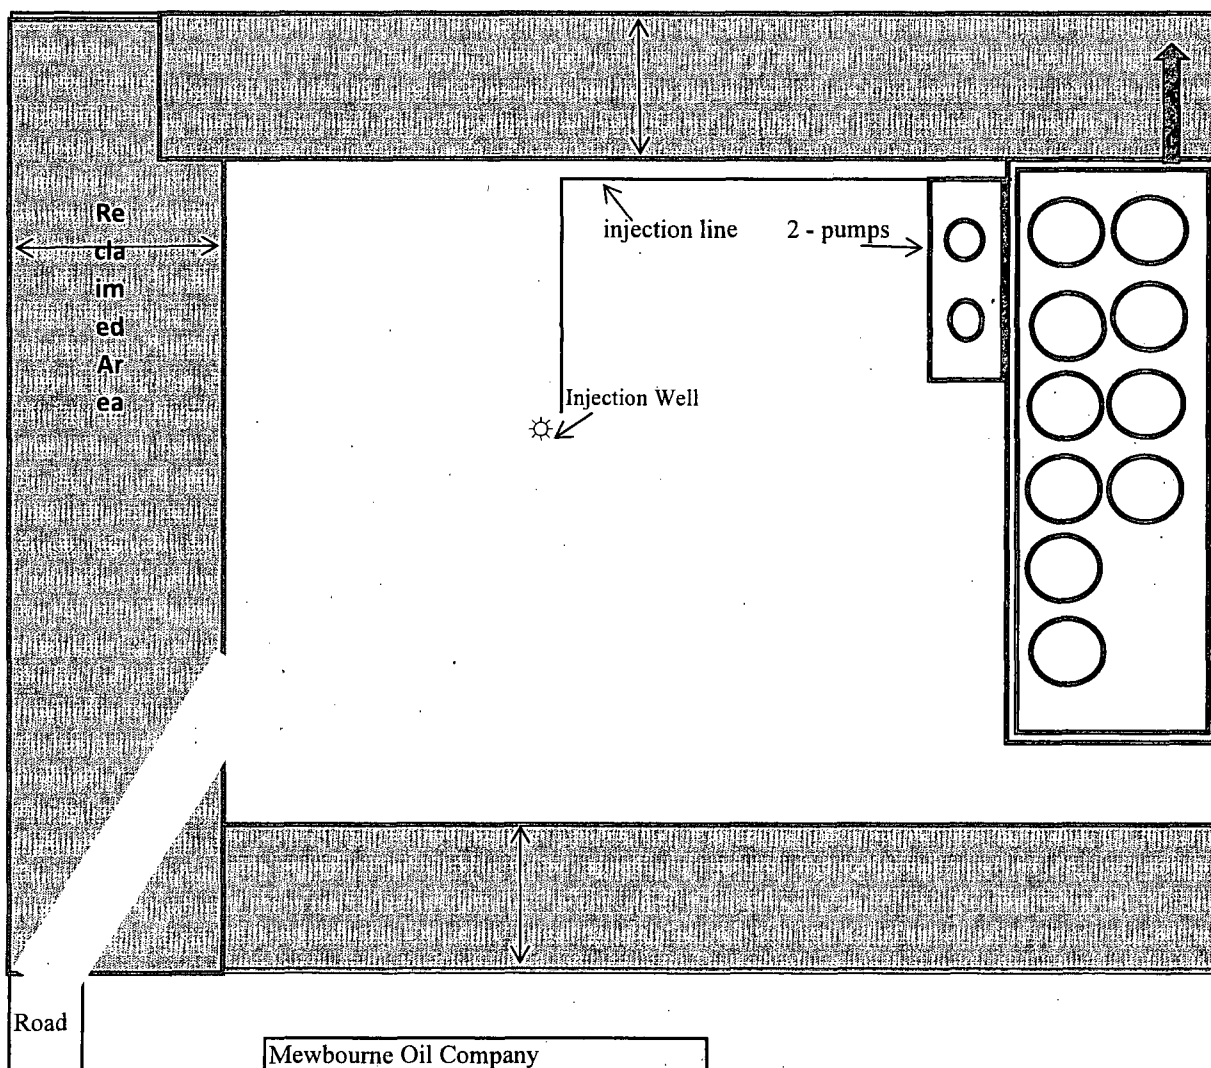 Re
cla
im
ed
Ar
ea
injection line
2 - pumps
Injection Well
Road
Mewbourne Oil Company